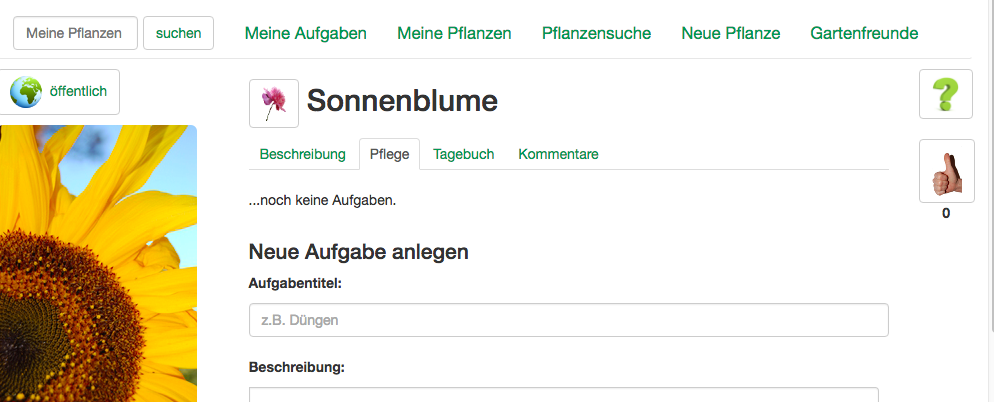 Meine Pflanzen suchen Meine Aufgaben Meine Pflanzen Pflanzensuche Neue Pflanze Gartenfreunde
öffentlich
Sonnenblume
Beschreibung Pflege Tagebuch Kommentare
...noch keine Aufgaben.
0
Neue Aufgabe anlegen
Aufgabentitel:
z.B. Düngen
Beschreibung: